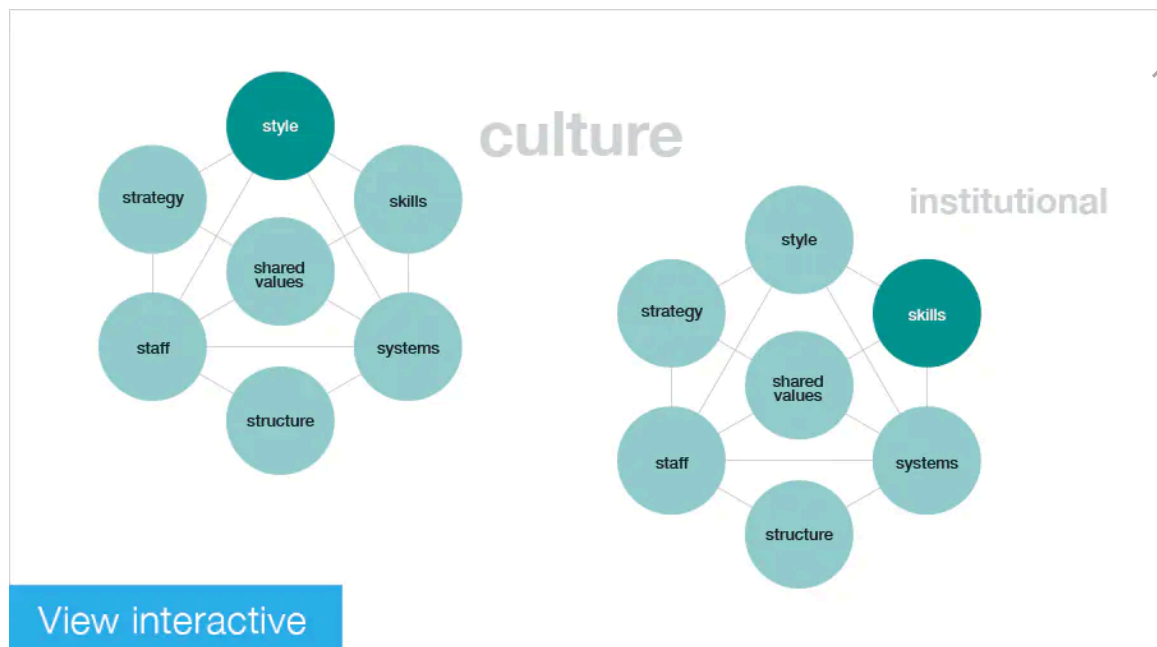 style
culture
strategy
skills
shared
values
staff
systems
structure
institutional
style
strategy
skills
shared
values
staff
systems
structure
View interactive